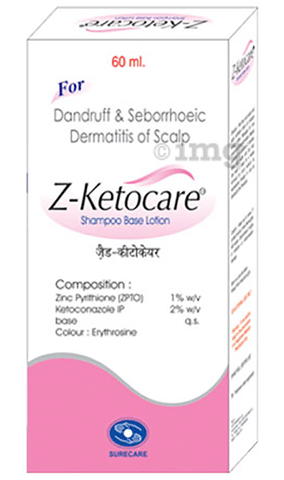 60 ml.
For
Dandruff & Seborrhoeic
Dermatitis of Scalp
©img
Z-Ketocare
Shampoo Base Lotion
ज़ैड-कीटोकेयर
Composition :
Zinc Pyrithione (ZPTO) 1% w/v
Ketoconazole IP 2% w/v
base q.s.
Colour : Erythrosine
SURECARE